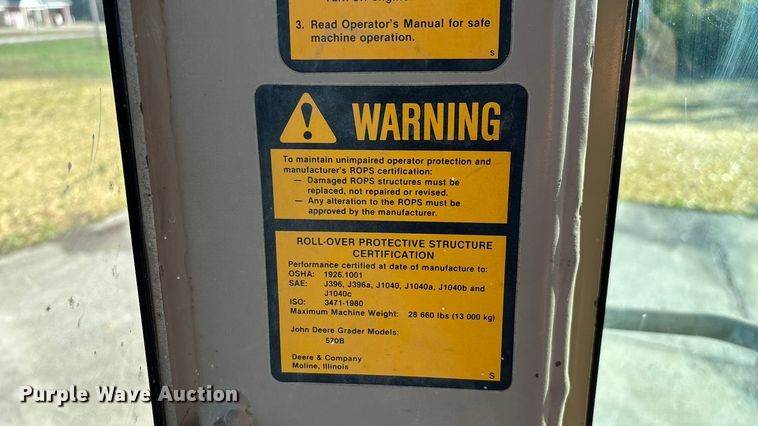 3. Read Operator's Manual for safe
machine operation.
S
WARNING
To maintain unimpaired operator protection and
manufacturer's ROPS certification:
— Damaged ROPS structures must be
replaced, not repaired or revised.
— Any alteration to the ROPS must be
approved by the manufacturer.
ROLL-OVER PROTECTIVE STRUCTURE
CERTIFICATION
Performance certified at date of manufacture to:
OSHA: 1926.1001
SAE: J396, J396a, J1040, J1040a, J1040b and
J1040c
ISO: 3471-1980
Maximum Machine Weight: 28 660 lbs (13 000 kg)
John Deere Grader Models:
570B
Deere & Company
Moline, Illinois
S
Purple Wave Auction